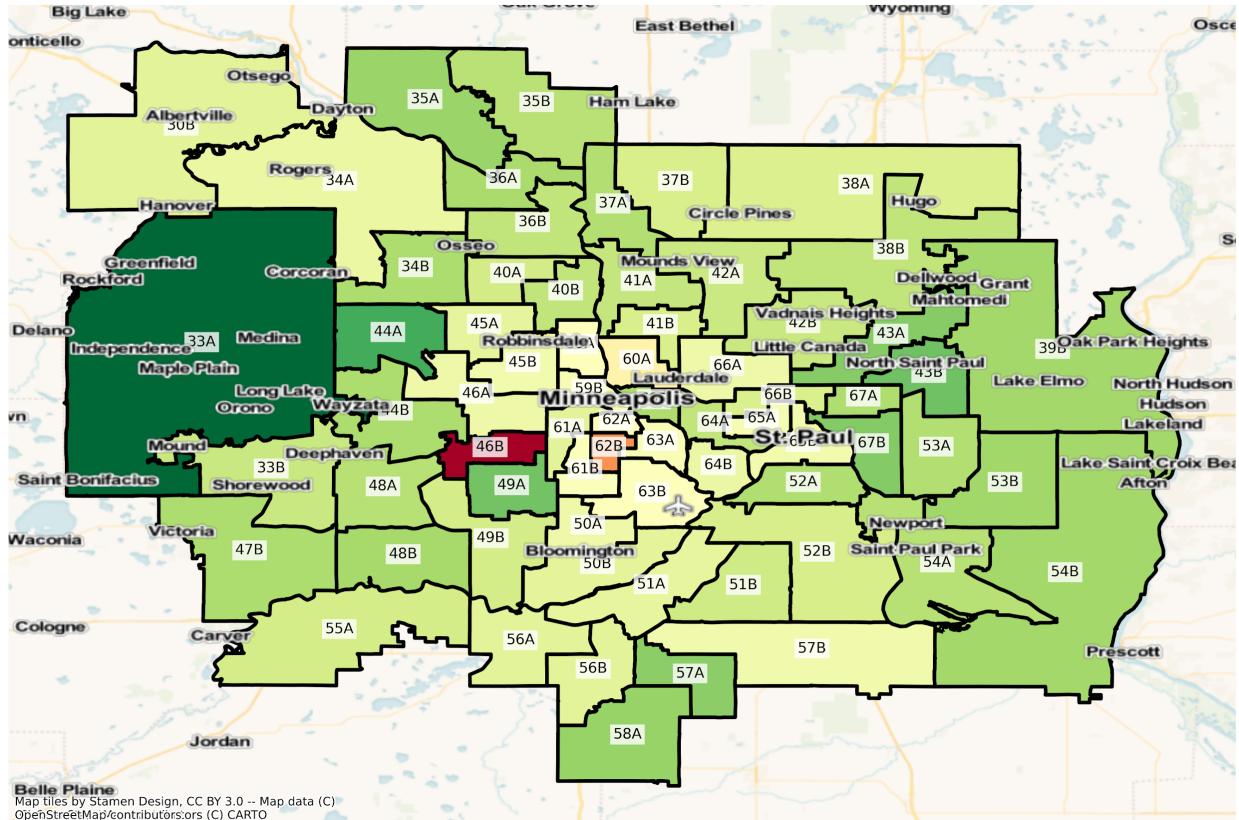 Big Lake
Oak Grove
Wyoming
East Bethel
Osce
onticello
Otsego
Ham Lake
35A
35B
Albertville
30B
Dayton
Rogers
34A
36A
37B
38A
Hanover
36B
37A
Circle Pines
Hugo
Osseo
38B
Greenfield
Corcoran
34B
40A
Mounds View
41A
42A
Rockford
40B
Dellwood
Grant
Mahtomedi
Delano
44A
45A
41B
Vadnais Heights
42B
43A
Medina
Independence
33A
Robbinsdale
Little Canada
39B
Oak Park Heights
Maple Plain
45B
60A
66A
North Saint Paul
43B
Lauderdale
Lake Elmo
North Hudson
Long Lake
46A
59B
66B
67A
Hudson
Orono
Wayzata
44B
Minneapolis
wn
62A
64A
65A
Lakeland
61A
St. Paul
Mound
46B
62B
63A
67B
53A
Deephaven
33B
61B
64B
Lake Saint Croix Bea
Saint Bonifacius
Shorewood
48A
49A
63B
52A
53B
Afton
Victoria
50A
Newport
Waconia
47B
48B
49B
Bloomington
50B
52B
Saint Paul Park
54A
51A
51B
54B
Cologne
Carver
55A
56A
57B
Prescott
56B
57A
58A
Jordan
Belle Plaine
Map tiles by Stamen Design, CC BY 3.0 -- Map data (C)
OpenStreetMap contributors
(C) CARTO